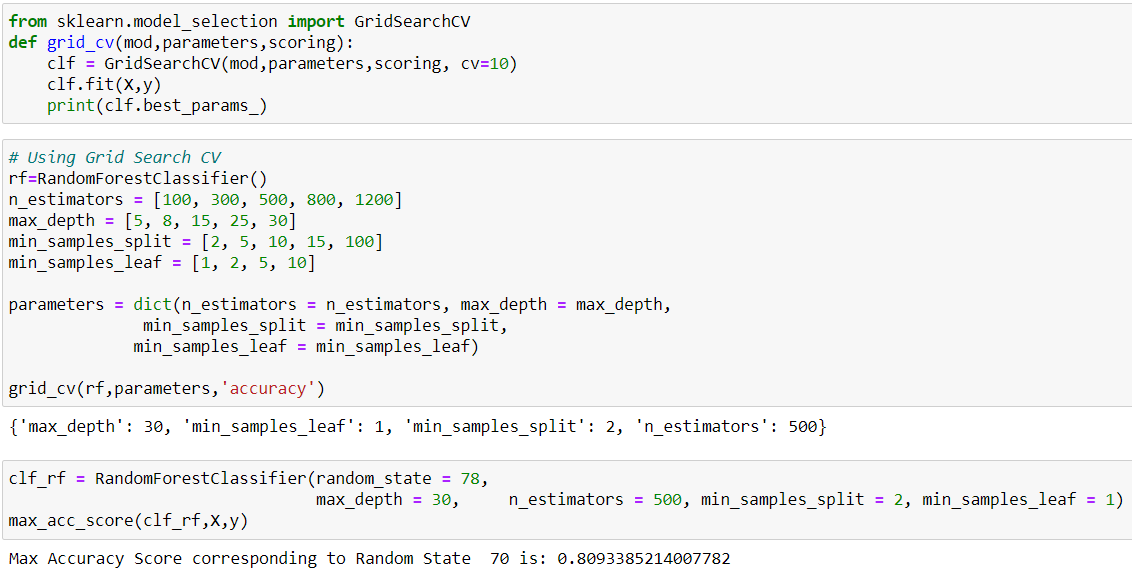 from sklearn.model_selection import GridSearchCV
def grid_cv(mod,parameters,scoring):
    clf = GridSearchCV(mod,parameters,scoring, cv=10)
    clf.fit(X,y)
    print(clf.best_params_)
# Using Grid Search CV
rf=RandomForestClassifier()
n_estimators = [100, 300, 500, 800, 1200]
max_depth = [5, 8, 15, 25, 30]
min_samples_split = [2, 5, 10, 15, 100]
min_samples_leaf = [1, 2, 5, 10]
parameters = dict(n_estimators = n_estimators, max_depth = max_depth,
              min_samples_split = min_samples_split,
             min_samples_leaf = min_samples_leaf)
grid_cv(rf,parameters,'accuracy')
{'max_depth': 30, 'min_samples_leaf': 1, 'min_samples_split': 2, 'n_estimators': 500}
clf_rf = RandomForestClassifier(random_state = 78,
                                max_depth = 30,     n_estimators = 500, min_samples_split = 2, min_samples_leaf = 1)
max_acc_score(clf_rf,X,y)
Max Accuracy Score corresponding to Random State  70 is: 0.8093385214007782